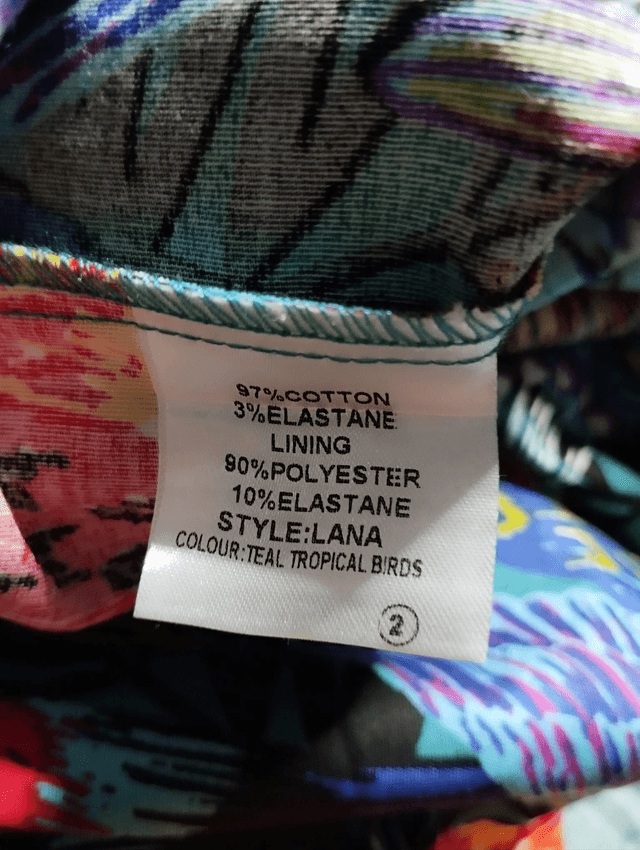 97%COTTON
3%ELASTANE
LINING
90%POLYESTER
10%ELASTANE
STYLE:LANA
COLOUR:TEAL TROPICAL BIRDS
2